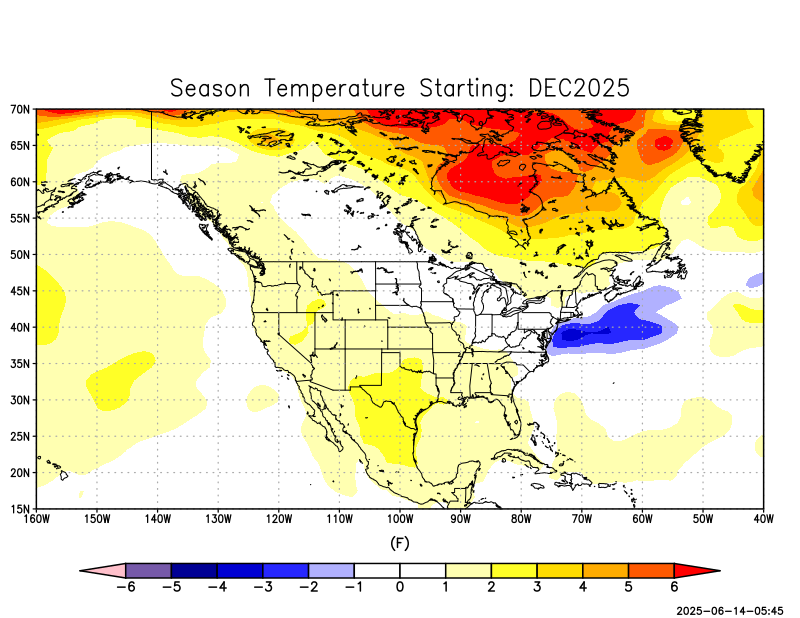 Season Temperature Starting: DEC2025
70N
65N
60N
55N
50N
45N
40N
35N
30N
25N
20N
15N
160W 150W 140W 130W 120W 110W 100W 90W 80W 70W 60W 50W 40W
(F)
−6 −5 −4 −3 −2 −1 0 1 2 3 4 5 6
2025-06-14-05:45